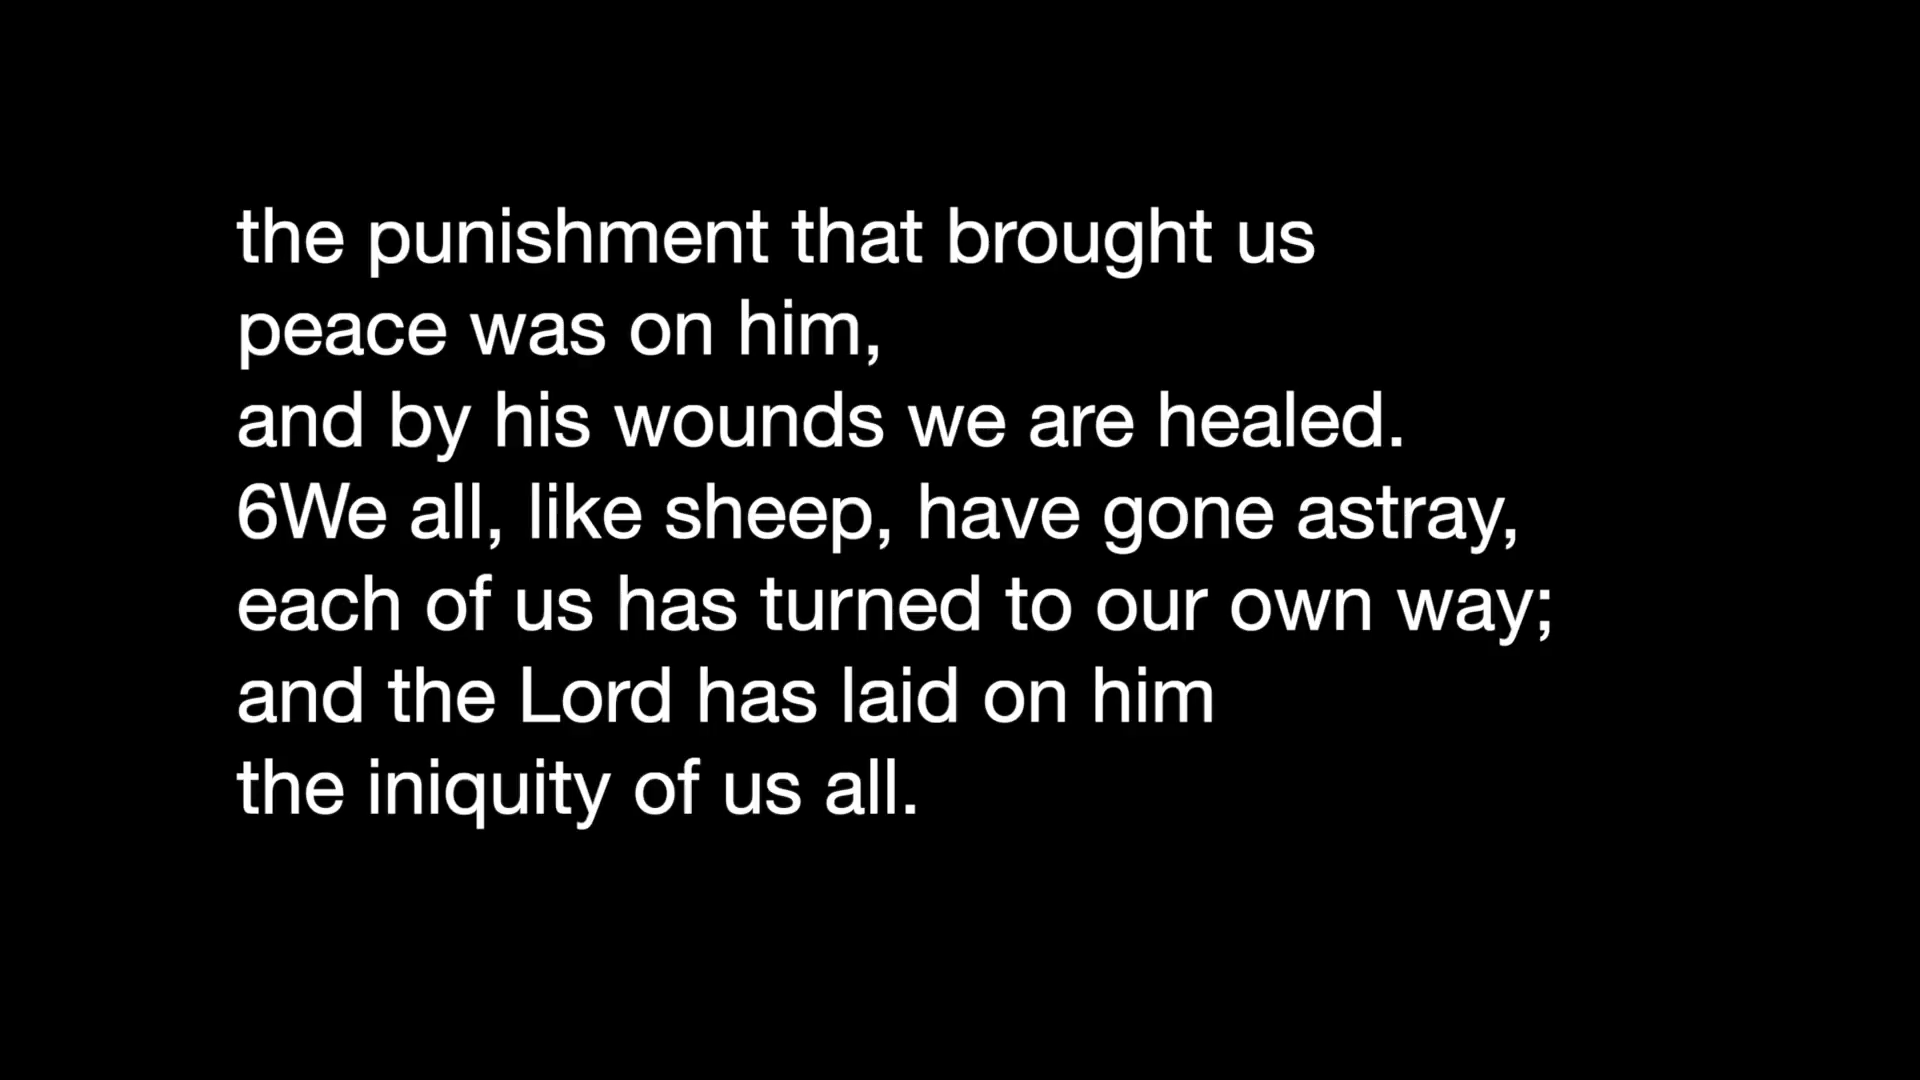 the punishment that brought us
peace was on him,
and by his wounds we are healed.
6We all, like sheep, have gone astray,
each of us has turned to our own way;
and the Lord has laid on him
the iniquity of us all.